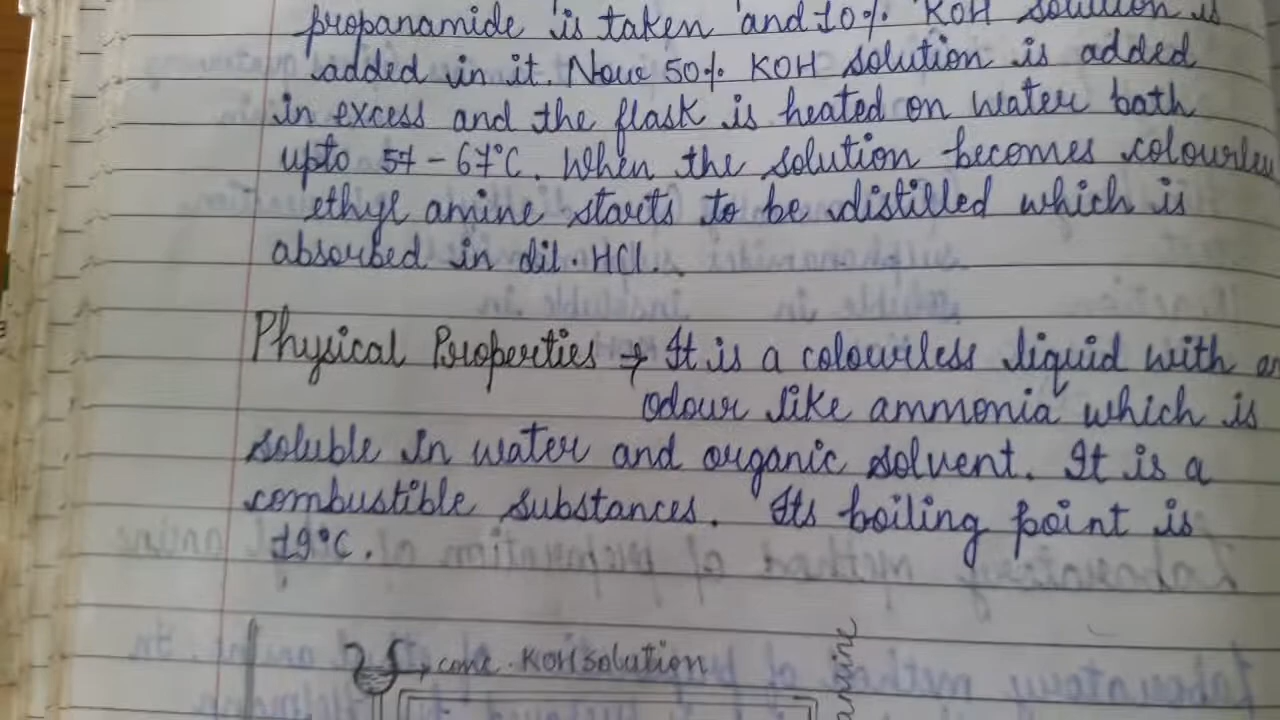 propanamide is taken and 10% KOH solution is
added in it. Now 50% KOH solution is added
in excess and the flask is heated on water bath
upto 57-67°C. When the solution becomes colourless
ethyl amine starts to be distilled which is
absorbed in dil. HCl.
Physical Properties → It is a colourless liquid with an
odour like ammonia which is
soluble in water and organic solvent. It is a
combustible substances. Its boiling point is
19°C.
→ conc. KOH solution
amine